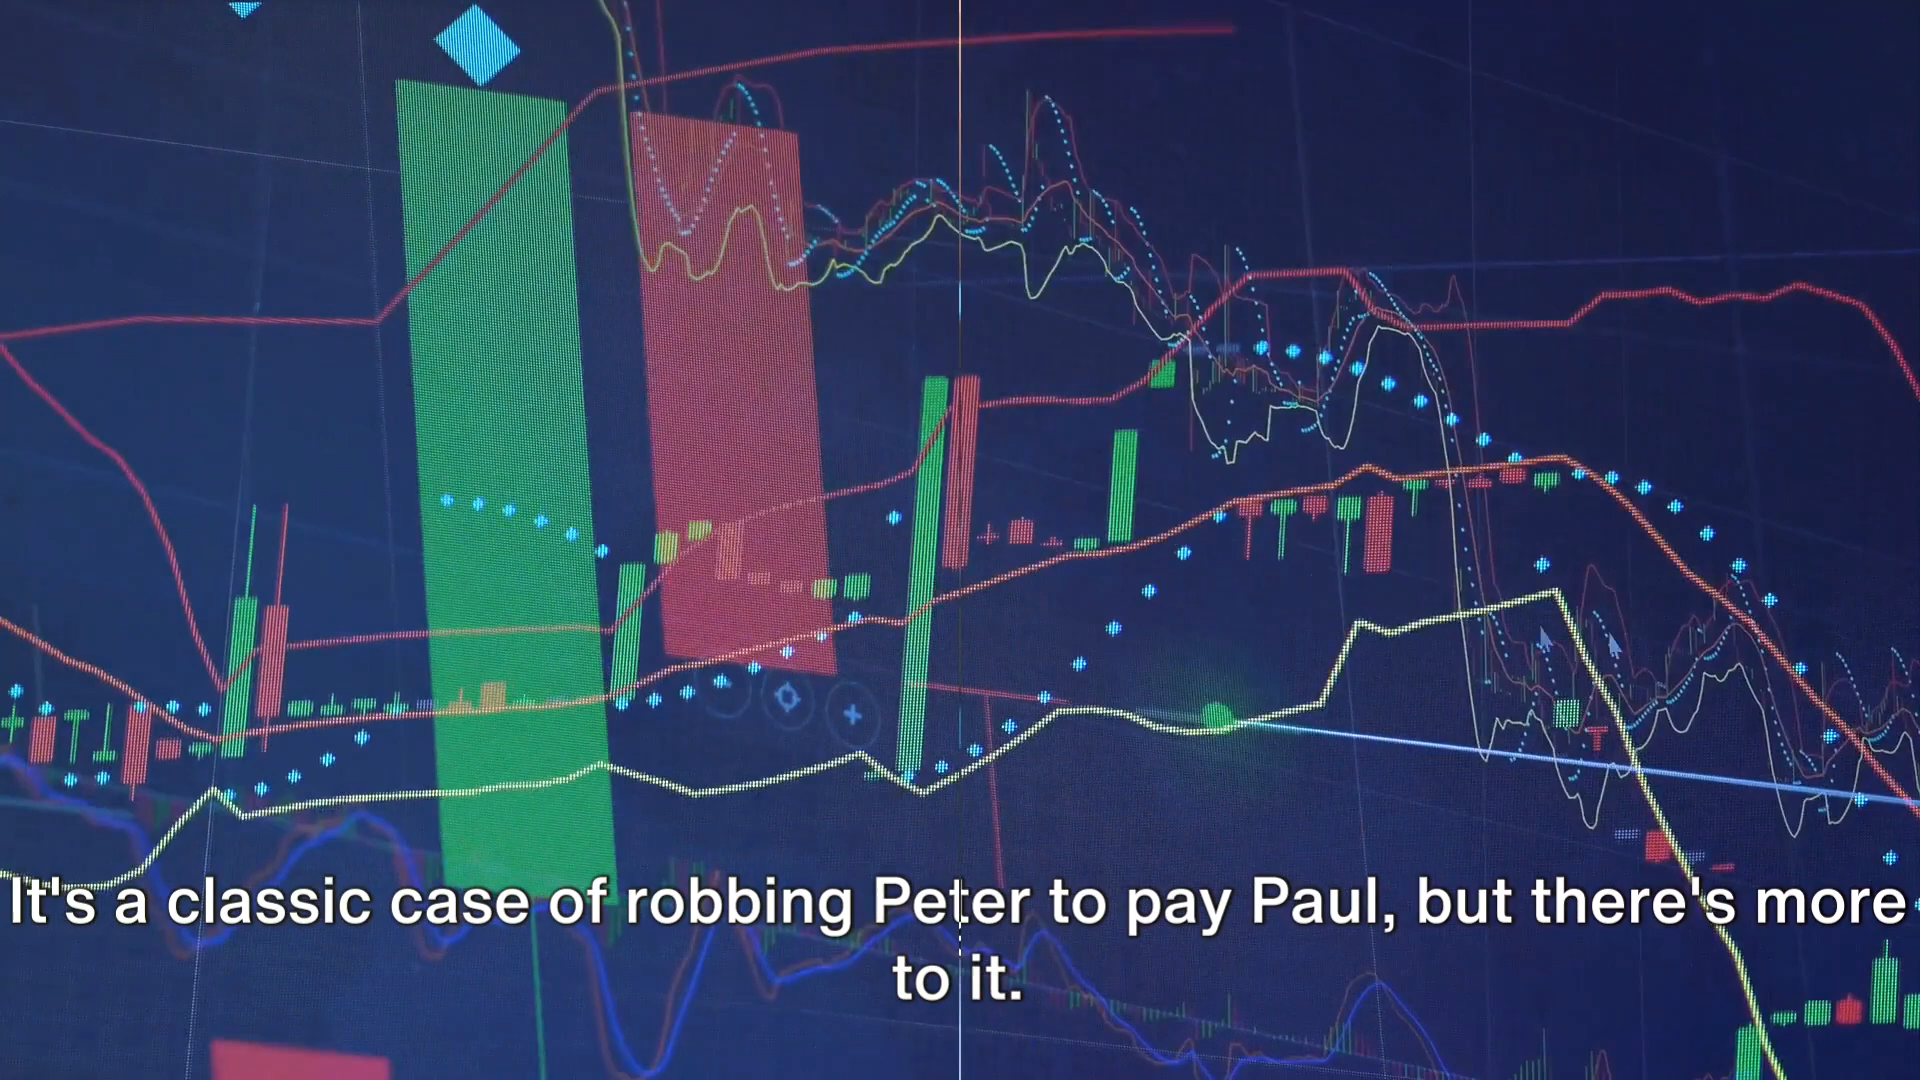 It's a classic case of robbing Peter to pay Paul, but there's more
to it.